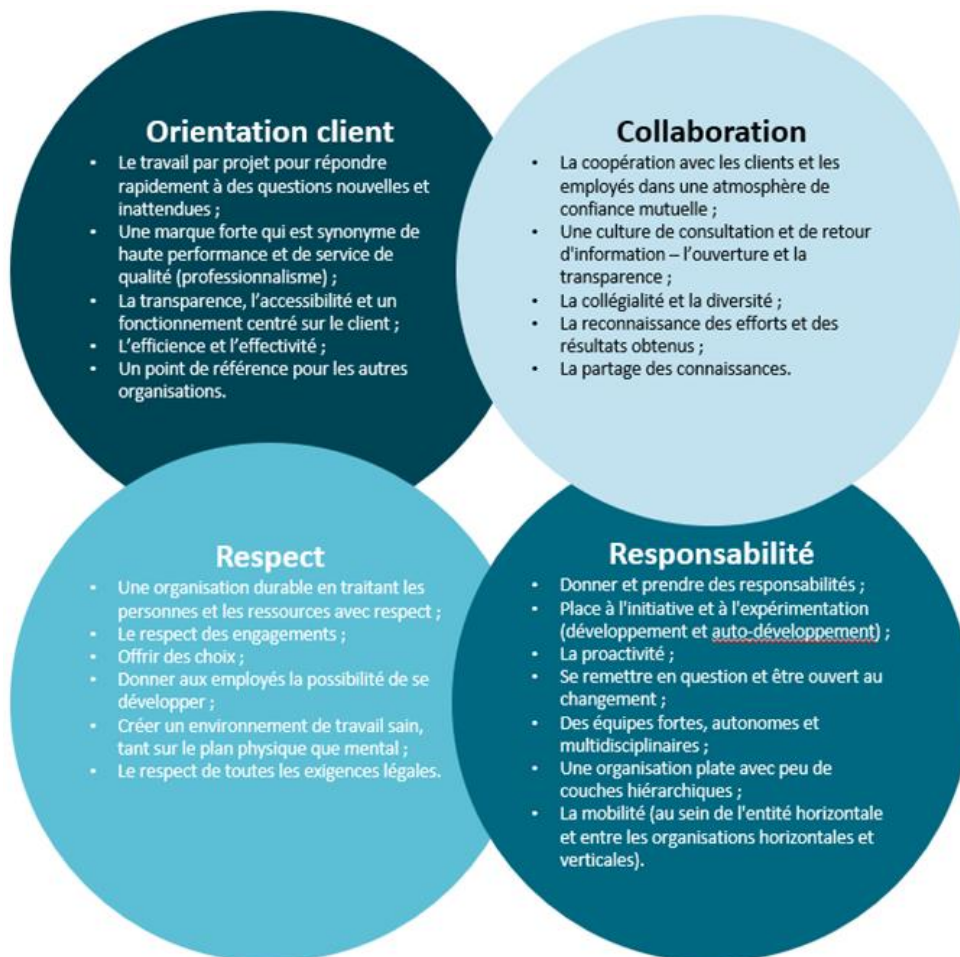 Orientation client
• Le travail par projet pour répondre
rapidement à des questions nouvelles et
inattendues ;
• Une marque forte qui est synonyme de
haute performance et de service de
qualité (professionnalisme) ;
• La transparence, l’accessibilité et un
fonctionnement centré sur le client ;
• L’efficience et l’effectivité ;
• Un point de référence pour les autres
organisations.
Collaboration
• La coopération avec les clients et les
employés dans une atmosphère de
confiance mutuelle ;
• Une culture de consultation et de retour
d'information – l’ouverture et la
transparence ;
• La collégialité et la diversité ;
• La reconnaissance des efforts et des
résultats obtenus ;
• La partage des connaissances.
Respect
• Une organisation durable en traitant les
personnes et les ressources avec respect ;
• Le respect des engagements ;
• Offrir des choix ;
• Donner aux employés la possibilité de se
développer ;
• Créer un environnement de travail sain,
tant sur le plan physique que mental ;
• Le respect de toutes les exigences légales.
Responsabilité
• Donner et prendre des responsabilités ;
• Place à l'initiative et à l'expérimentation
(développement et auto-développement) ;
• La proactivité ;
• Se remettre en question et être ouvert au
changement ;
• Des équipes fortes, autonomes et
multidisciplinaires ;
• Une organisation plate avec peu de
couches hiérarchiques ;
• La mobilité (au sein de l'entité horizontale
et entre les organisations horizontales et
verticales).